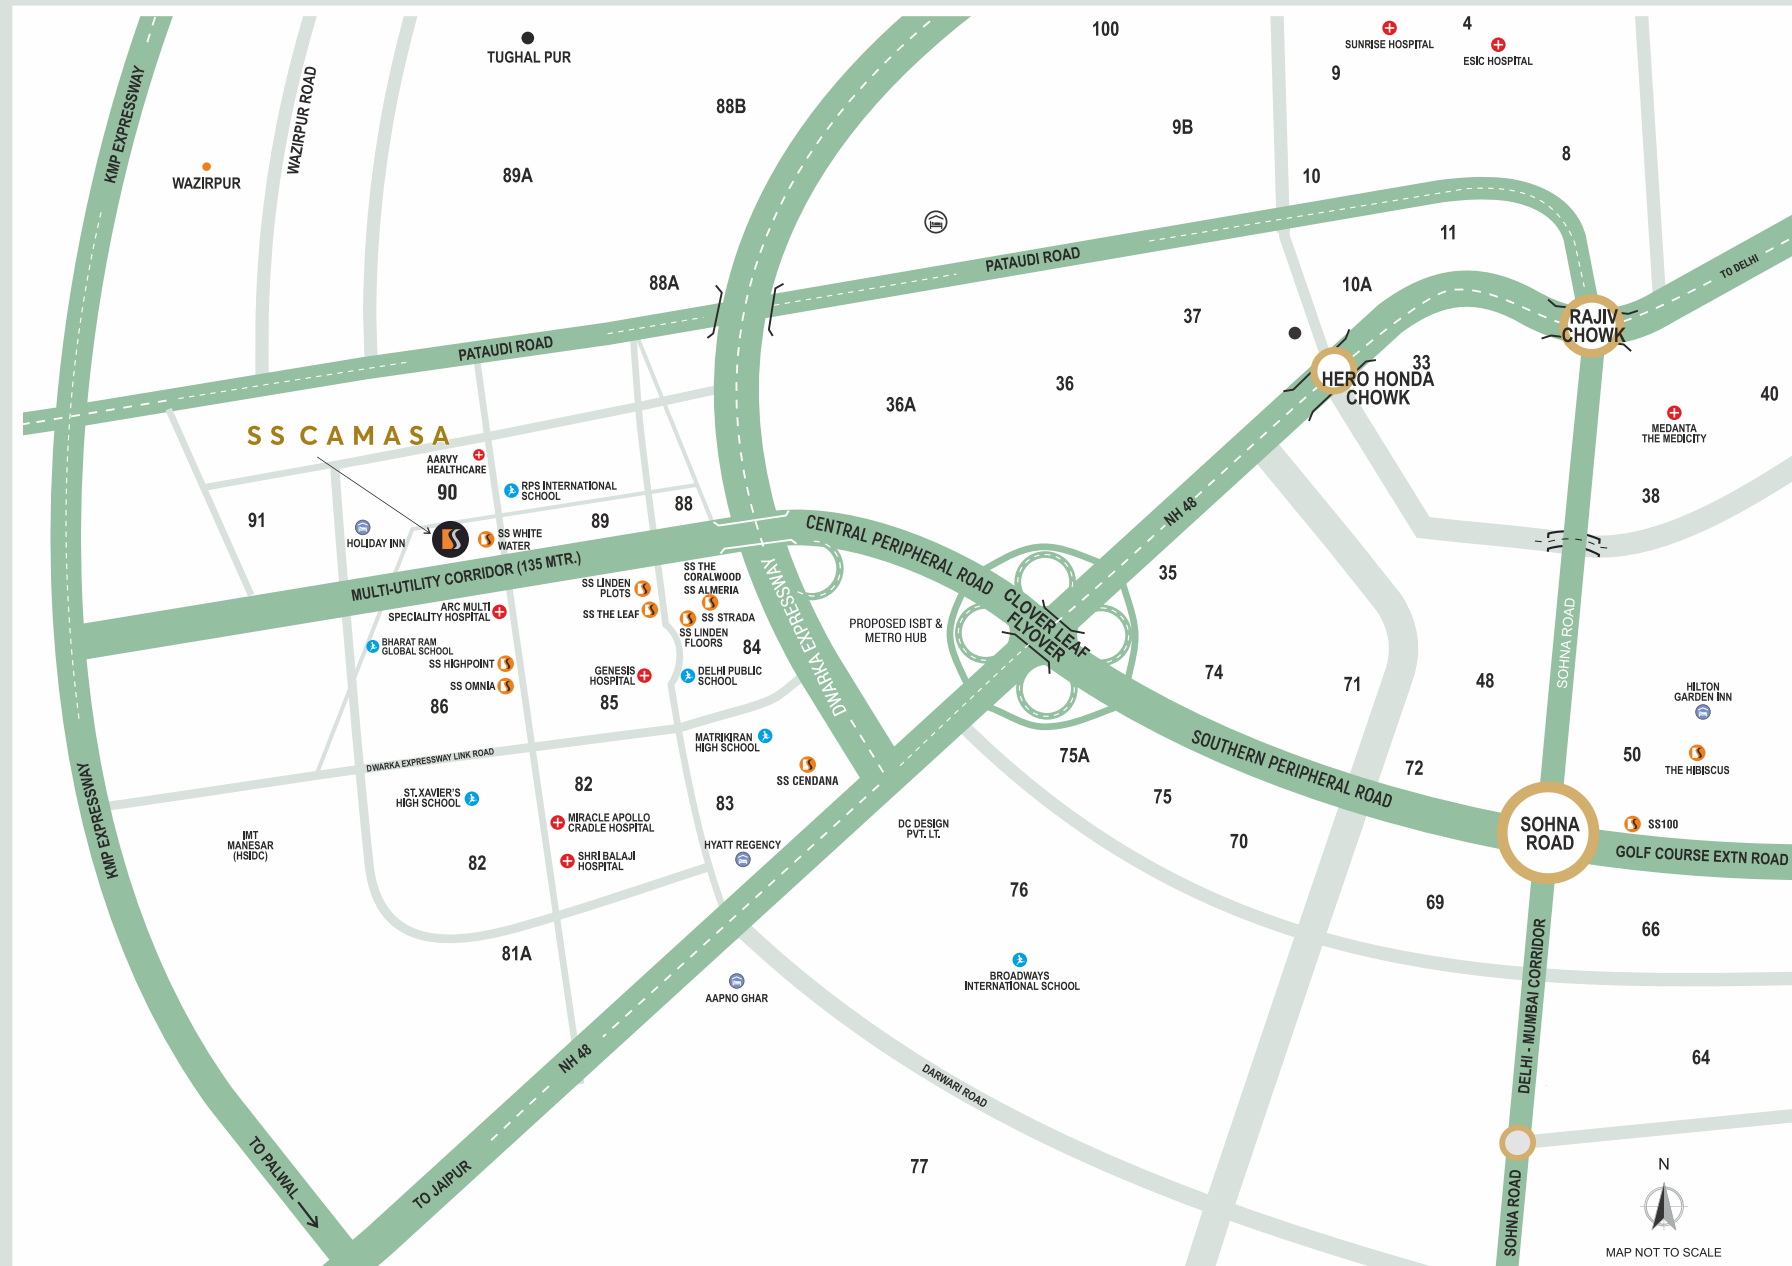 100
4
SUNRISE HOSPITAL
ESIC HOSPITAL
TUGHAL PUR
9
KMP EXPRESSWAY
WAZIRPUR ROAD
88B
9B
8
WAZIRPUR
89A
10
11
PATAUDI ROAD
TO DELHI
88A
10A
37
RAJIV
CHOWK
PATAUDI ROAD
33
HERO HONDA
CHOWK
36
36A
40
MEDANTA
THE MEDICITY
SS CAMASA
AARVY
HEALTHCARE
90
RPS INTERNATIONAL
SCHOOL
88
38
91
89
NH 48
HOLIDAY INN
SS WHITE
WATER
CENTRAL PERIPHERAL ROAD
MULTI-UTILITY CORRIDOR (135 MTR.)
SS THE
CORALWOOD
SS ALMERIA
SS LINDEN
PLOTS
35
ARC MULTI
SPECIALITY HOSPITAL
SS THE LEAF
SS STRADA
SS LINDEN
FLOORS
DWARKA EXPRESSWAY
PROPOSED ISBT &
METRO HUB
CLOVER LEAF
FLYOVER
SOHNA ROAD
BHARAT RAM
GLOBAL SCHOOL
84
SS HIGHPOINT
GENESIS
HOSPITAL
DELHI PUBLIC
SCHOOL
74
71
48
SS OMNIA
86
85
HILTON
GARDEN INN
MATRIKIRAN
HIGH SCHOOL
SOUTHERN PERIPHERAL ROAD
75A
72
50
DWARKA EXPRESSWAY LINK ROAD
THE HIBISCUS
SS CENDANA
82
ST. XAVIER'S
HIGH SCHOOL
83
75
KMP EXPRESSWAY
MIRACLE APOLLO
CRADLE HOSPITAL
DC DESIGN
PVT. LT.
SOHNA
ROAD
SS100
IMT
MANESAR
(HSIDC)
HYATT REGENCY
70
GOLF COURSE EXTN ROAD
82
SHRI BALAJI
HOSPITAL
76
69
66
81A
BROADWAYS
INTERNATIONAL SCHOOL
AAPNO GHAR
DELHI - MUMBAI CORRIDOR
NH 48
DARWARI ROAD
64
TO PALWAL
TO JAIPUR
77
SOHNA ROAD
N
MAP NOT TO SCALE